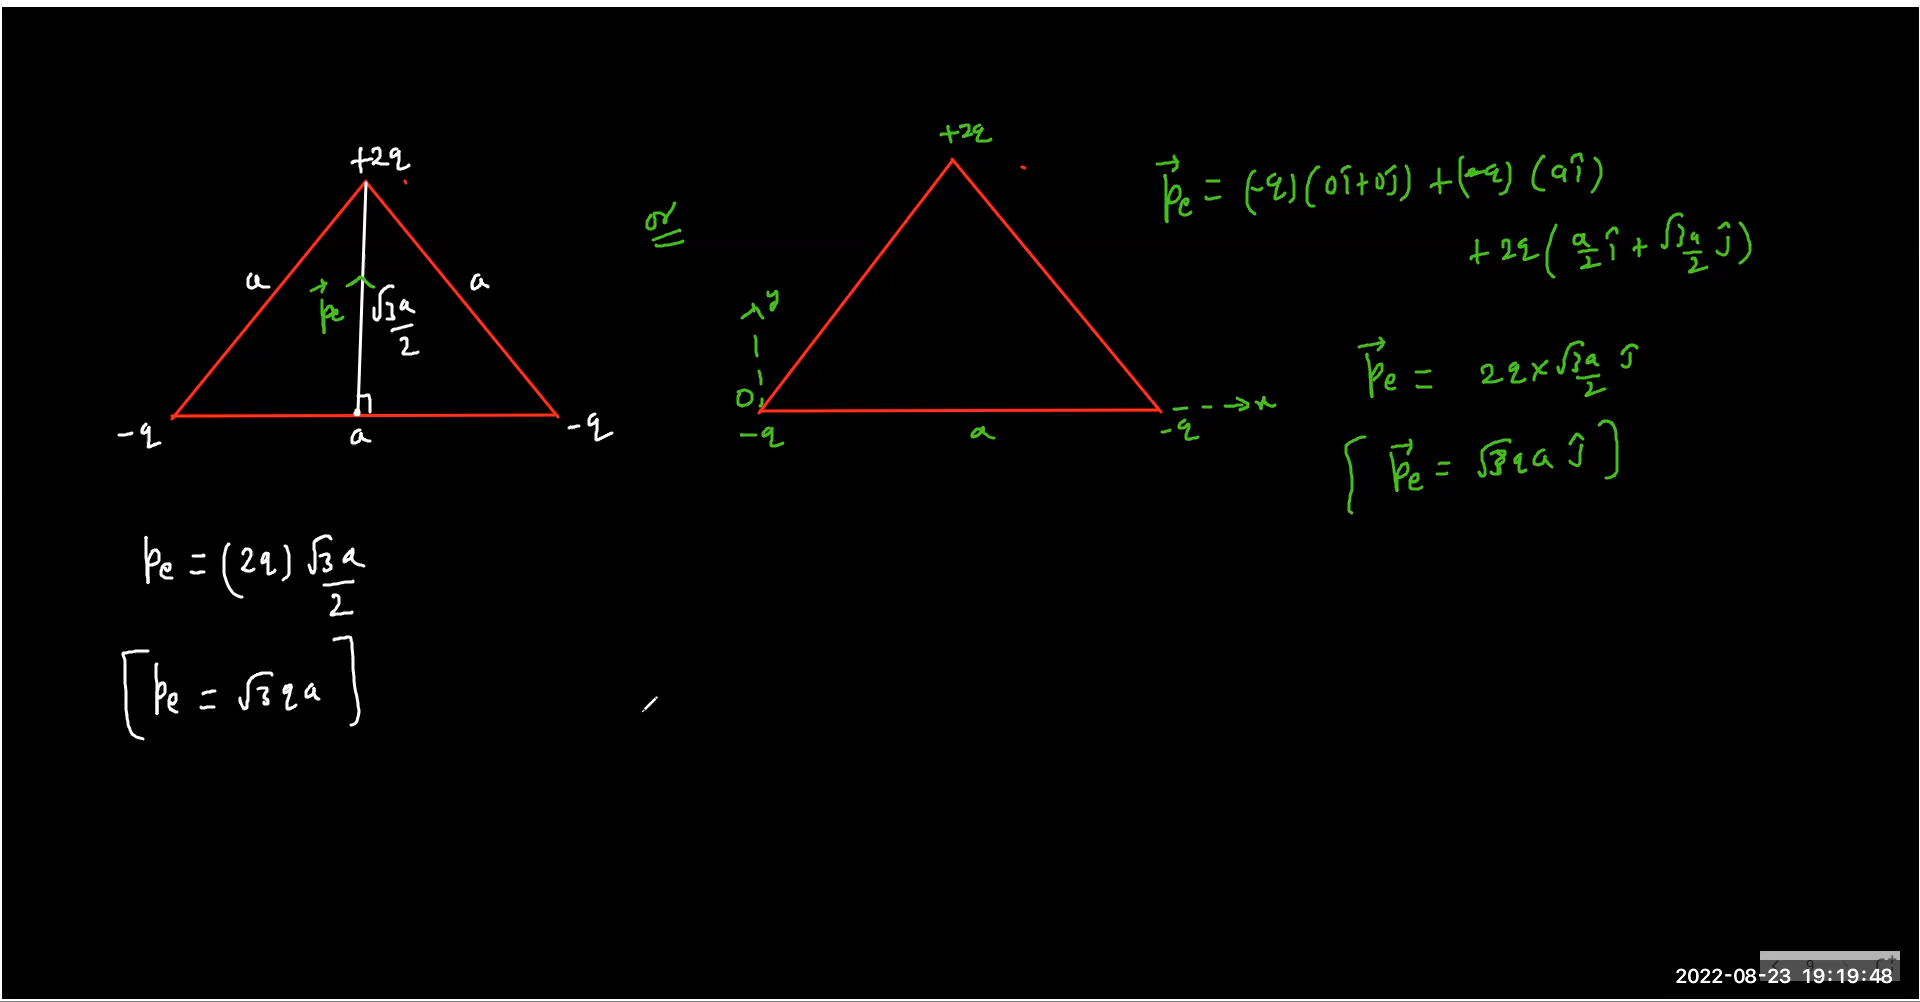 +2q
a
a
p⃗e
√3a/2
-q
a
-q
pe = (2q) √3a/2
[pe = √3qa]
or
+2q
y
O
x
-q
a
-q
p⃗e = (-q)(0î+0ĵ) + (-q)(aî)
+ 2q(a/2 î + √3a/2 ĵ)
p⃗e = 2q×√3a/2 ĵ
[p⃗e = √3qa ĵ]
2022-08-23 19:19:48